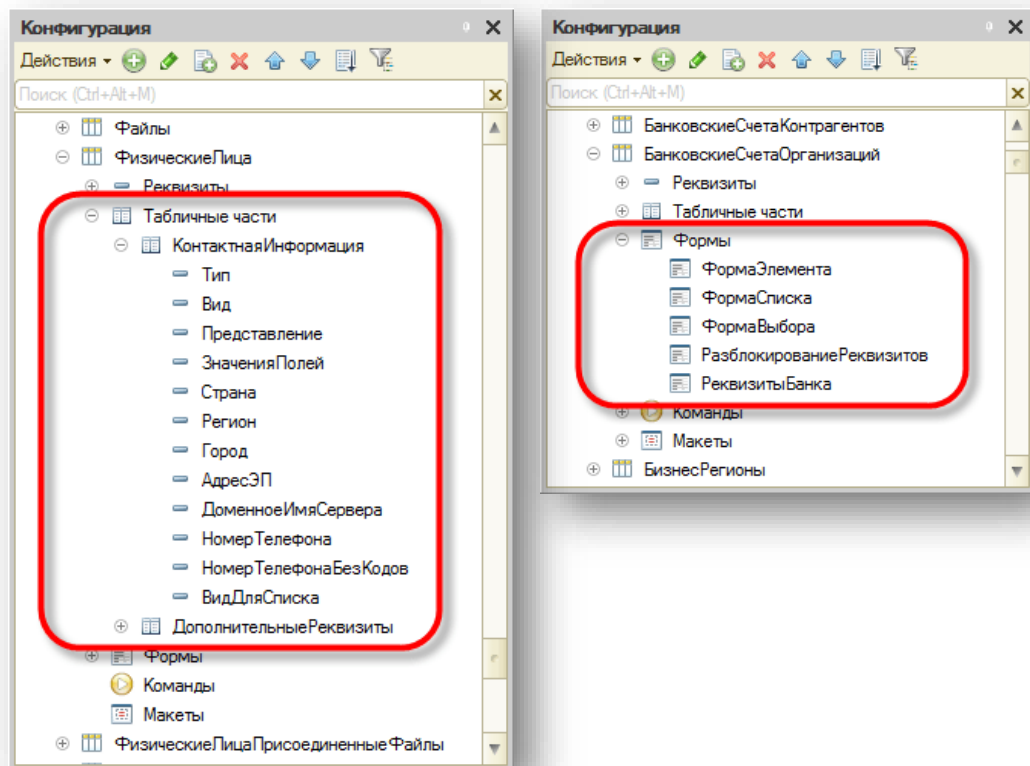 Конфигурация
Действия
Поиск (Ctrl+Alt+M)
Файлы
ФизическиеЛица
Реквизиты
Табличные части
КонтактнаяИнформация
Тип
Вид
Представление
ЗначенияПолей
Страна
Регион
Город
АдресЭП
ДоменноеИмяСервера
НомерТелефона
НомерТелефонаБезКодов
ВидДляСписка
ДополнительныеРеквизиты
Формы
Команды
Макеты
ФизическиеЛицаПрисоединенныеФайлы
Конфигурация
Действия
Поиск (Ctrl+Alt+M)
БанковскиеСчетаКонтрагентов
БанковскиеСчетаОрганизаций
Реквизиты
Табличные части
Формы
ФормаЭлемента
ФормаСписка
ФормаВыбора
РазблокированиеРеквизитов
РеквизитыБанка
Команды
Макеты
БизнесРегионы